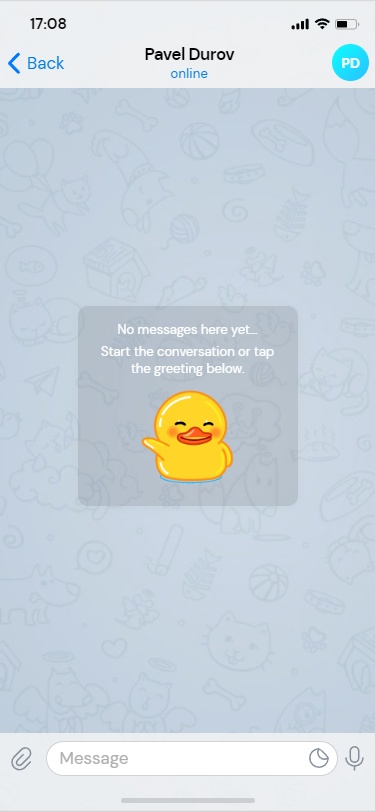 17:08
Back
Pavel Durov
PD
online
No messages here yet...
Start the conversation or tap
the greeting below.
Message